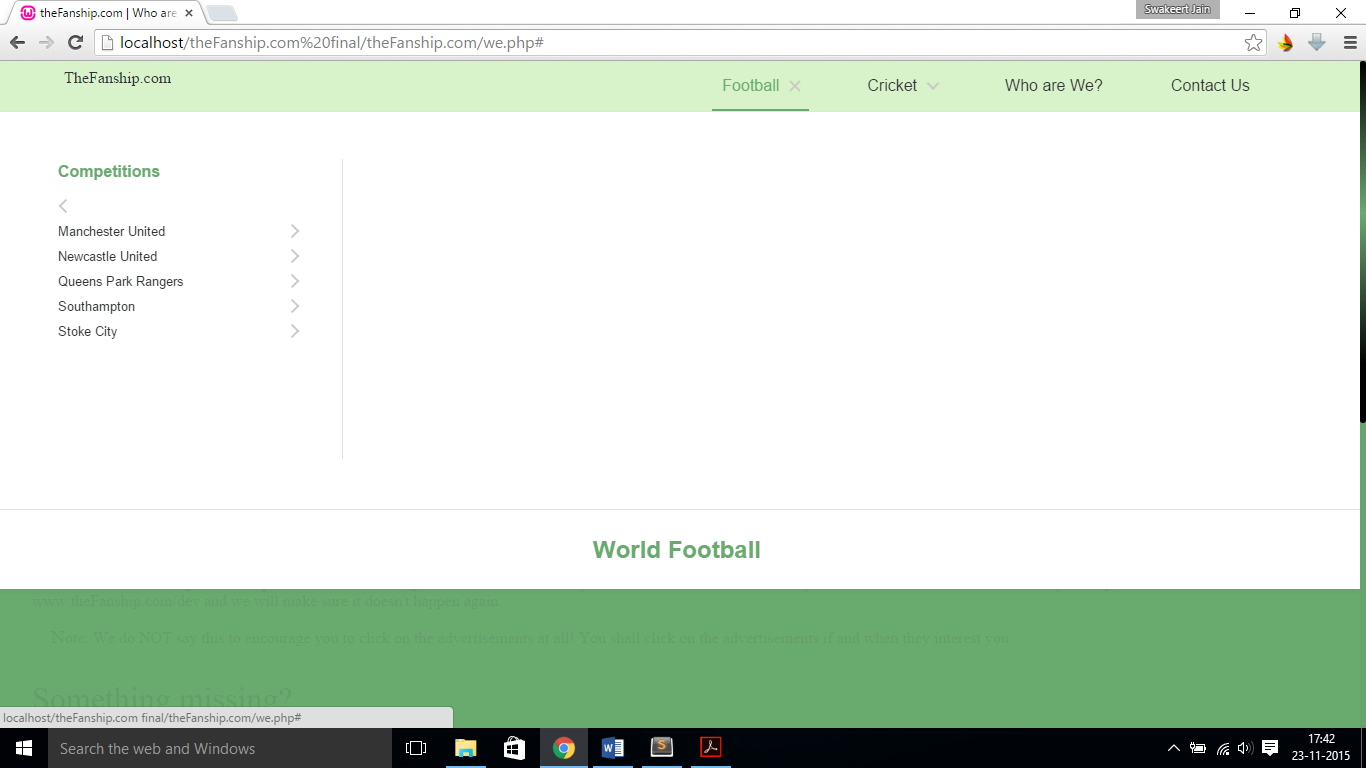 theFanship.com | Who are
Swakeert Jain
localhost/theFanship.com%20final/theFanship.com/we.php#
TheFanship.com
Football
Cricket
Who are We?
Contact Us
Competitions
Manchester United
Newcastle United
Queens Park Rangers
Southampton
Stoke City
World Football
www.theFanship.com/dev and we will make sure it doesn't happen again.
Note: We do NOT say this to encourage you to click on the advertisements at all! You shall click on the advertisements if and when they interest you
Something missing?
localhost/theFanship.com final/theFanship.com/we.php#
Search the web and Windows
17:42
23-11-2015